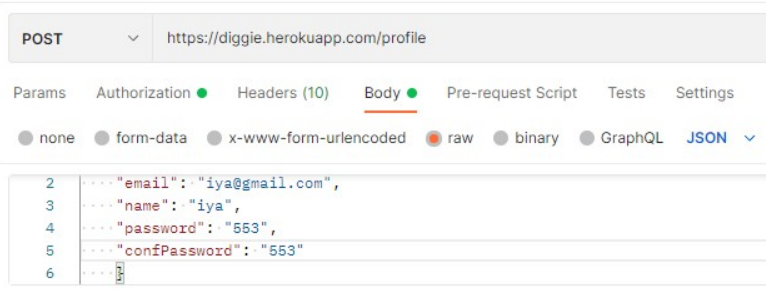 POST https://diggie.herokuapp.com/profile
Params Authorization Headers (10) Body Pre-request Script Tests Settings
none form-data x-www-form-urlencoded raw binary GraphQL JSON
2 "email": "iya@gmail.com",
3 "name": "iya",
4 "password": "553",
5 "confPassword": "553"
6 }